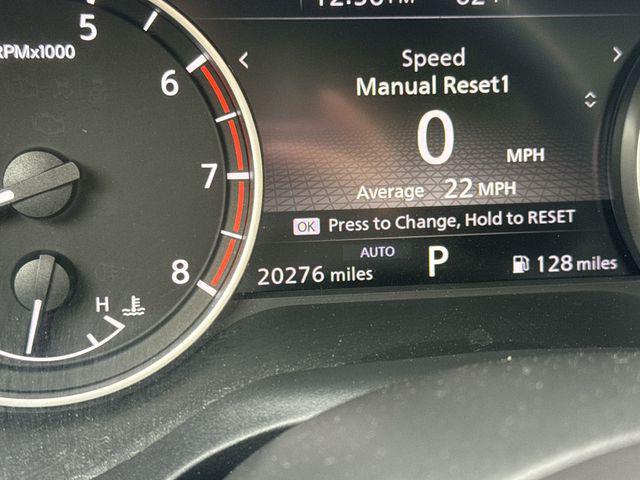 5
RPMx1000
6
7
8
H
Speed
Manual Reset1
0 MPH
Average 22 MPH
OK Press to Change, Hold to RESET
AUTO
20276 miles P 128 miles